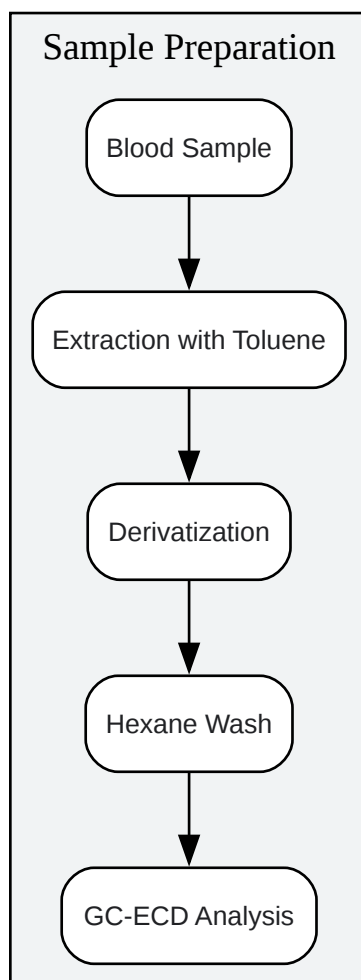 Sample Preparation
Blood Sample
Extraction with Toluene
Derivatization
Hexane Wash
GC-ECD Analysis